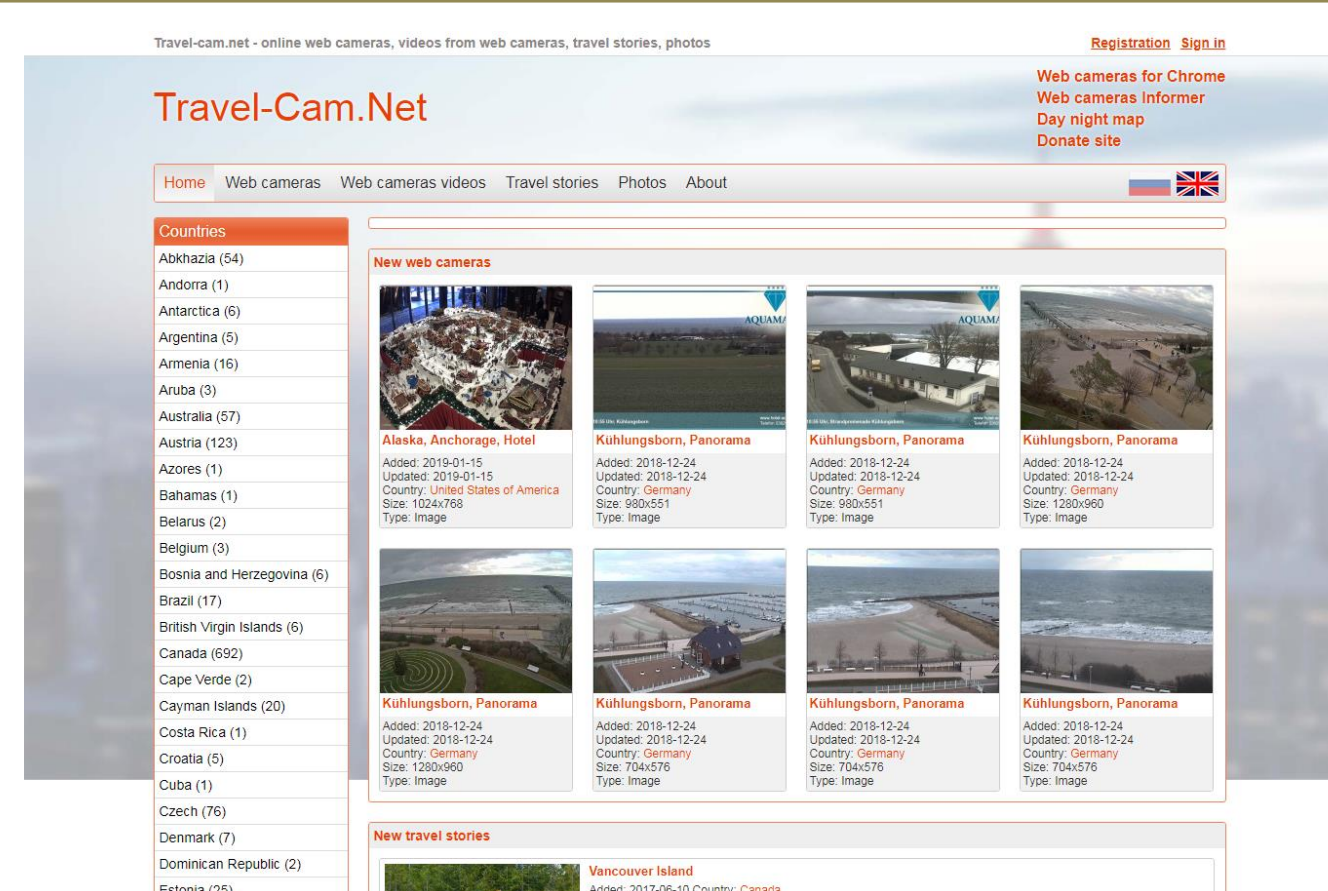 Travel-cam.net - online web cameras, videos from web cameras, travel stories, photos
Registration Sign in
Web cameras for Chrome
Web cameras Informer
Day night map
Donate site
Travel-Cam.Net
Home Web cameras Web cameras videos Travel stories Photos About
Countries
Abkhazia (54)
Andorra (1)
Antarctica (6)
Argentina (5)
Armenia (16)
Aruba (3)
Australia (57)
Austria (123)
Azores (1)
Bahamas (1)
Belarus (2)
Belgium (3)
Bosnia and Herzegovina (6)
Brazil (17)
British Virgin Islands (6)
Canada (692)
Cape Verde (2)
Cayman Islands (20)
Costa Rica (1)
Croatia (5)
Cuba (1)
Czech (76)
Denmark (7)
Dominican Republic (2)
Estonia (25)
New web cameras
AQUAMA
AQUAMA
Alaska, Anchorage, Hotel
Added: 2019-01-15
Updated: 2019-01-15
Country: United States of America
Size: 1024x768
Type: Image
Kühlungsborn, Panorama
Added: 2018-12-24
Updated: 2018-12-24
Country: Germany
Size: 980x551
Type: Image
Kühlungsborn, Panorama
Added: 2018-12-24
Updated: 2018-12-24
Country: Germany
Size: 980x551
Type: Image
Kühlungsborn, Panorama
Added: 2018-12-24
Updated: 2018-12-24
Country: Germany
Size: 1280x960
Type: Image
Kühlungsborn, Panorama
Added: 2018-12-24
Updated: 2018-12-24
Country: Germany
Size: 1280x960
Type: Image
Kühlungsborn, Panorama
Added: 2018-12-24
Updated: 2018-12-24
Country: Germany
Size: 704x576
Type: Image
Kühlungsborn, Panorama
Added: 2018-12-24
Updated: 2018-12-24
Country: Germany
Size: 704x576
Type: Image
Kühlungsborn, Panorama
Added: 2018-12-24
Updated: 2018-12-24
Country: Germany
Size: 704x576
Type: Image
New travel stories
Vancouver Island
Added: 2017-06-10 Country: Canada